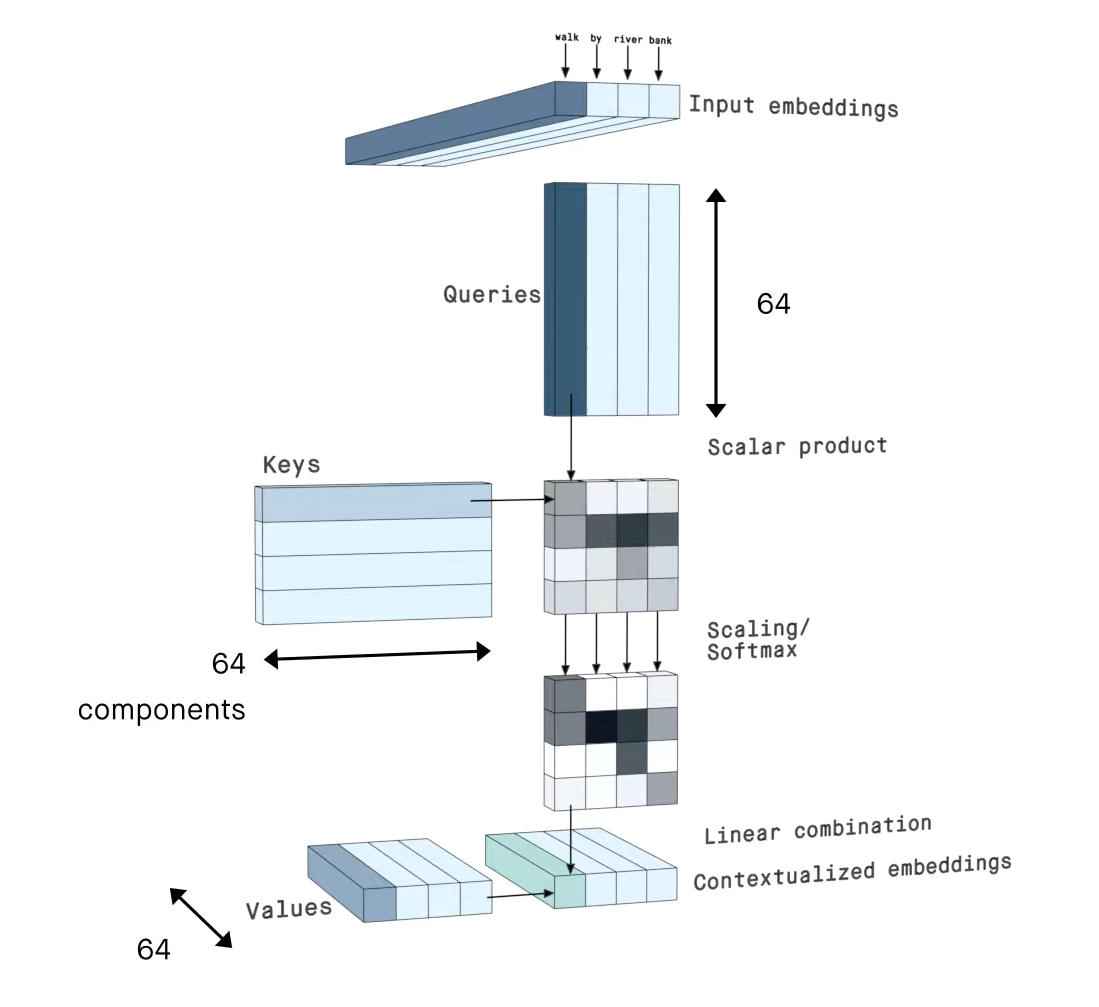 walk by river bank
Input embeddings
Queries
64
Scalar product
Keys
64
components
Scaling/
Softmax
Linear combination
Contextualized embeddings
Values
64